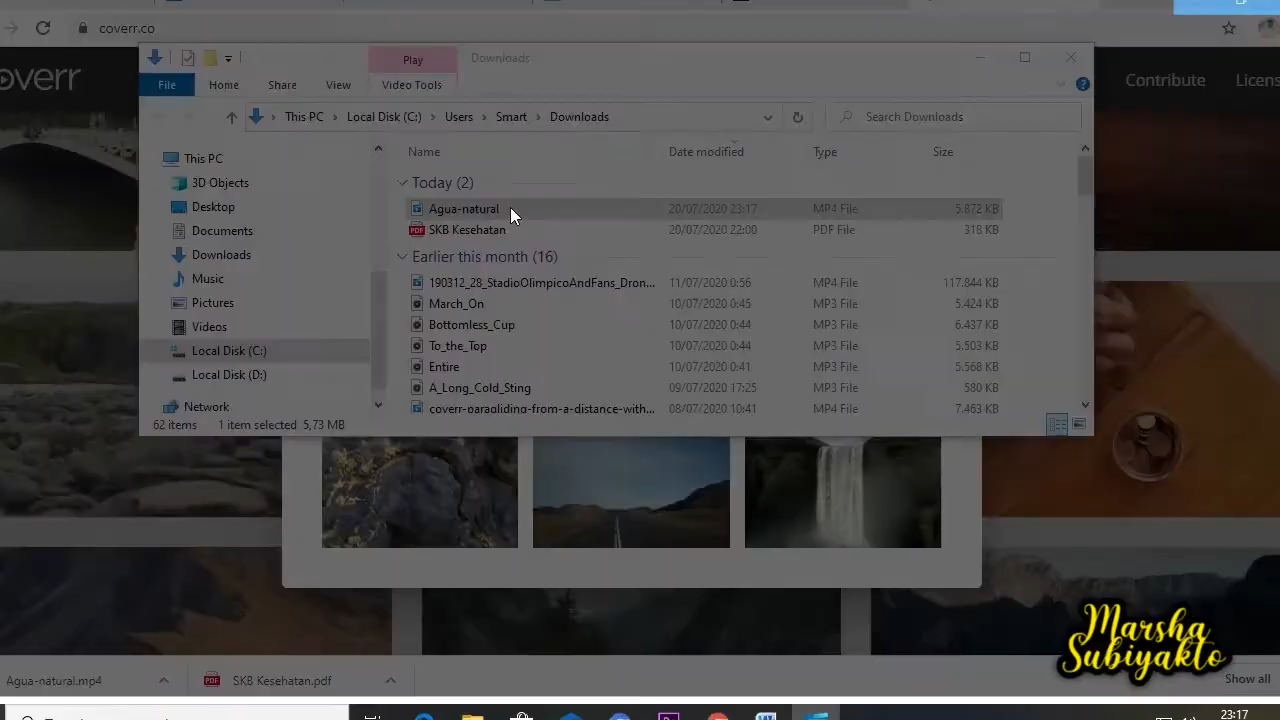 coverr.co
overr
Contribute
Licens
Play
Downloads
File
Home
Share
View
Video Tools
This PC
Local Disk (C:)
Users
Smart
Downloads
Search Downloads
Name
Date modified
Type
Size
This PC
3D Objects
Desktop
Documents
Downloads
Music
Pictures
Videos
Local Disk (C:)
Local Disk (D:)
Network
Today (2)
Agua-natural 20/07/2020 23:17 MP4 File 5.872 KB
SKB Kesehatan 20/07/2020 22:00 PDF File 318 KB
Earlier this month (16)
190312_28_StadioOlimpicoAndFans_Dron... 11/07/2020 0:56 MP4 File 117.844 KB
March_On 10/07/2020 0:45 MP3 File 5.424 KB
Bottomless_Cup 10/07/2020 0:44 MP3 File 6.437 KB
To_the_Top 10/07/2020 0:44 MP3 File 5.503 KB
Entire 10/07/2020 0:41 MP3 File 5.568 KB
A_Long_Cold_Sting 09/07/2020 17:25 MP3 File 580 KB
coverr-paragliding-from-a-distance-with... 08/07/2020 10:41 MP4 File 7.463 KB
62 items 1 item selected 5,73 MB
Marsha
Subiyakto
Agua-natural.mp4
SKB Kesehatan.pdf
Show all
23:17